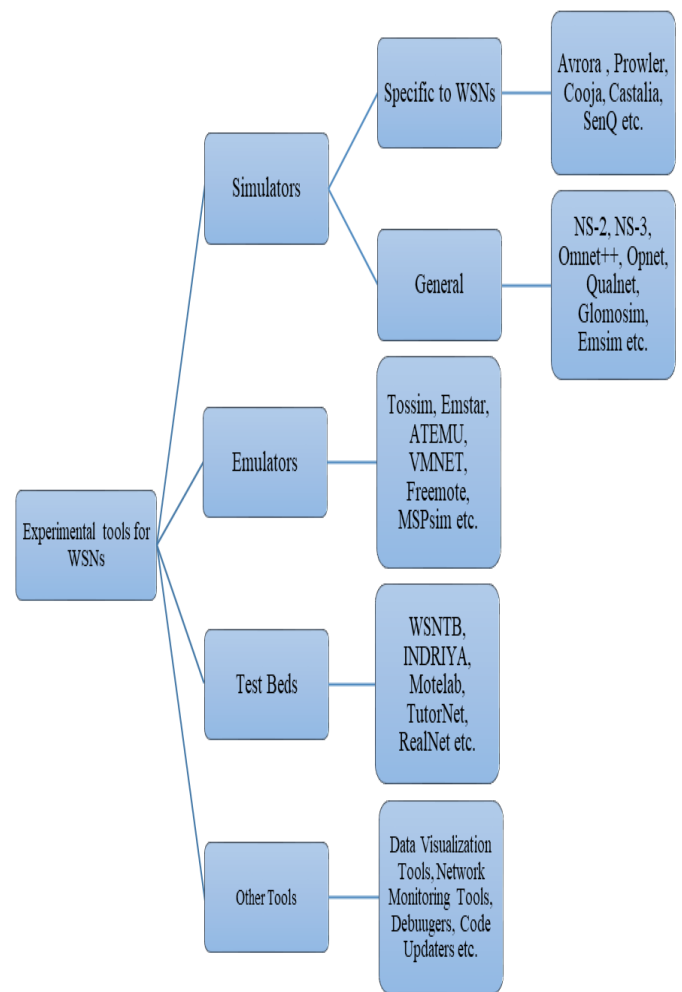 Experimental tools for
WSNs
Simulators
Specific to WSNs
Avrora , Prowler,
Cooja, Castalia,
SenQ etc.
General
NS-2, NS-3,
Omnet++, Opnet,
Qualnet,
Glomosim,
Emsim etc.
Emulators
Tossim, Emstar,
ATEMU,
VMNET,
Freemote,
MSPsim etc.
Test Beds
WSNTB,
INDRIYA,
Motelab,
TutorNet,
RealNet etc.
Other Tools
Data Visualization
Tools, Network
Monitoring Tools,
Debuugers, Code
Updaters etc.